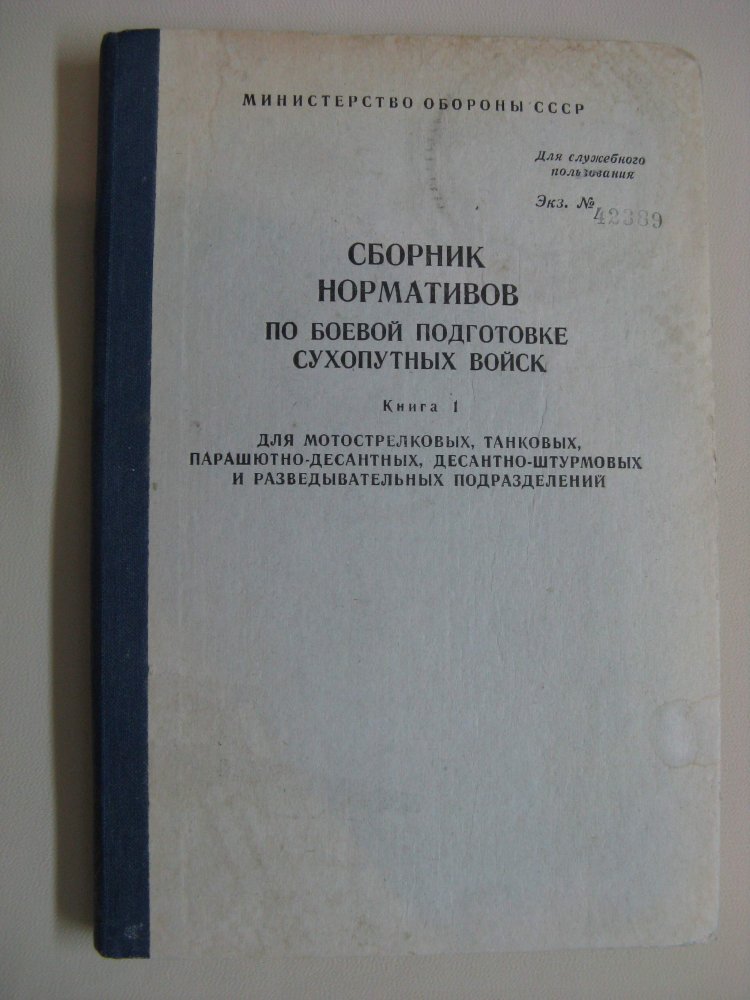 МИНИСТЕРСТВО ОБОРОНЫ СССР
Для служебного
пользования
Экз. №
42389
СБОРНИК
НОРМАТИВОВ
ПО БОЕВОЙ ПОДГОТОВКЕ
СУХОПУТНЫХ ВОЙСК
Книга 1
ДЛЯ МОТОСТРЕЛКОВЫХ, ТАНКОВЫХ,
ПАРАШЮТНО-ДЕСАНТНЫХ, ДЕСАНТНО-ШТУРМОВЫХ
И РАЗВЕДЫВАТЕЛЬНЫХ ПОДРАЗДЕЛЕНИЙ